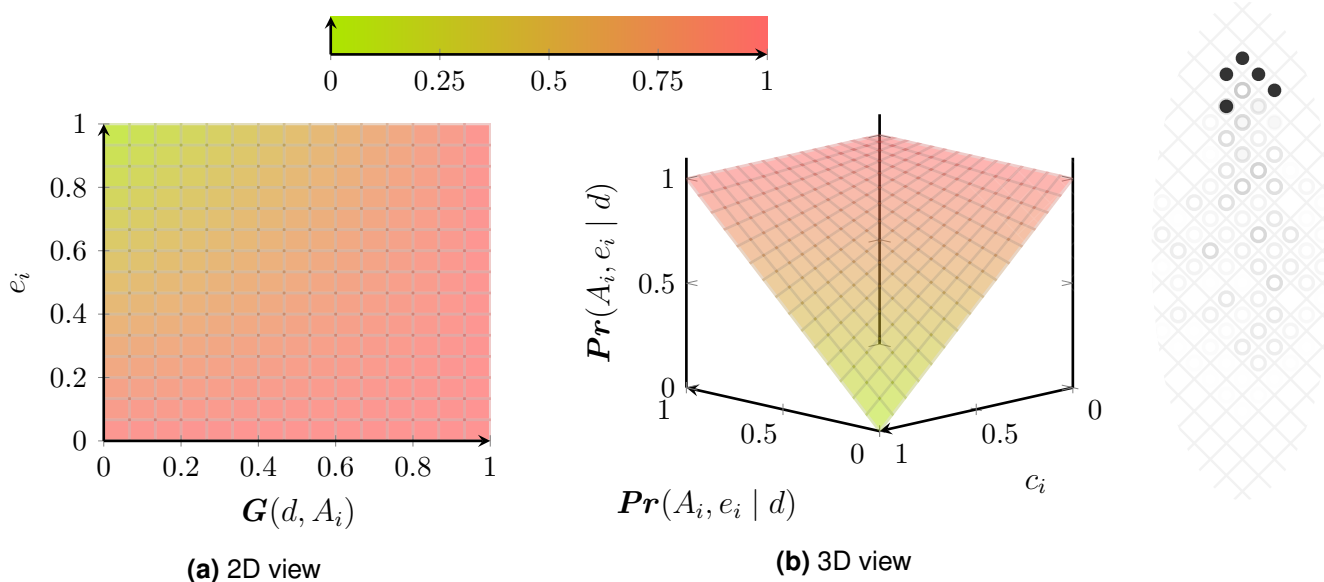 0 0.25 0.5 0.75 1
1
0.8
0.6
0.4
0.2
0
e_i
0 0.2 0.4 0.6 0.8 1
G(d, A_i)
(a) 2D view
1
0.5
0
Pr(A_i, e_i | d)
1 0.5 0
1 0.5 0
c_i
Pr(A_i, e_i | d)
(b) 3D view